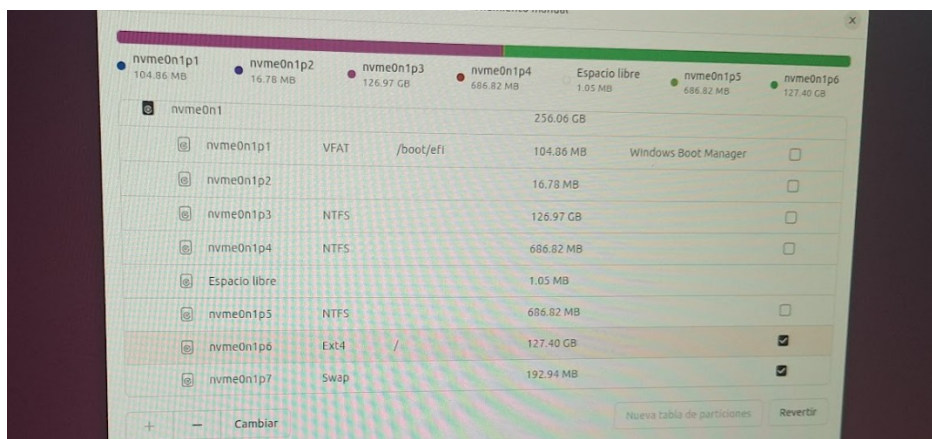 nvme0n1p1 nvme0n1p2 nvme0n1p3 nvme0n1p4 Espacio libre nvme0n1p5 nvme0n1p6
104.86 MB 16.78 MB 126.97 GB 686.82 MB 1.05 MB 686.82 MB 127.40 GB
nvme0n1 256.06 GB
nvme0n1p1 VFAT /boot/efi 104.86 MB Windows Boot Manager
nvme0n1p2 16.78 MB
nvme0n1p3 NTFS 126.97 GB
nvme0n1p4 NTFS 686.82 MB
Espacio libre 1.05 MB
nvme0n1p5 NTFS 686.82 MB
nvme0n1p6 Ext4 / 127.40 GB
nvme0n1p7 Swap 192.94 MB
+ − Cambiar Nueva tabla de particiones Revertir